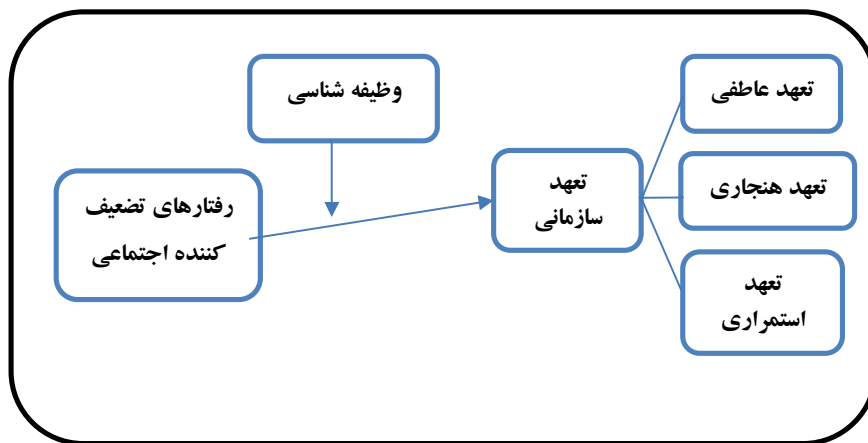 وظیفه شناسی
رفتارهای تضعیف
کننده اجتماعی
تعهد
سازمانی
تعهد عاطفی
تعهد هنجاری
تعهد
استمراری